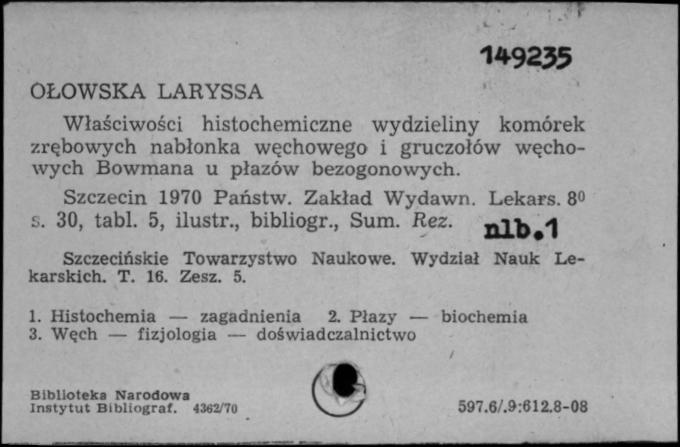 149235
OŁOWSKA LARYSSA
Właściwości histochemiczne wydzieliny komórek
zrębowych nabłonka węchowego i gruczołów węcho-
wych Bowmana u płazów bezogonowych.
Szczecin 1970 Państw. Zakład Wydawn. Lekars. 8⁰
s. 30, tabl. 5, ilustr., bibliogr., Sum. Rez.
nlb.1
Szczecińskie Towarzystwo Naukowe. Wydział Nauk Le-
karskich. T. 16. Zesz. 5.
1. Histochemia — zagadnienia 2. Płazy — biochemia
3. Węch — fizjologia — doświadczalnictwo
Biblioteka Narodowa
Instytut Bibliograf. 4362/70
597.6/.9:612.8-08